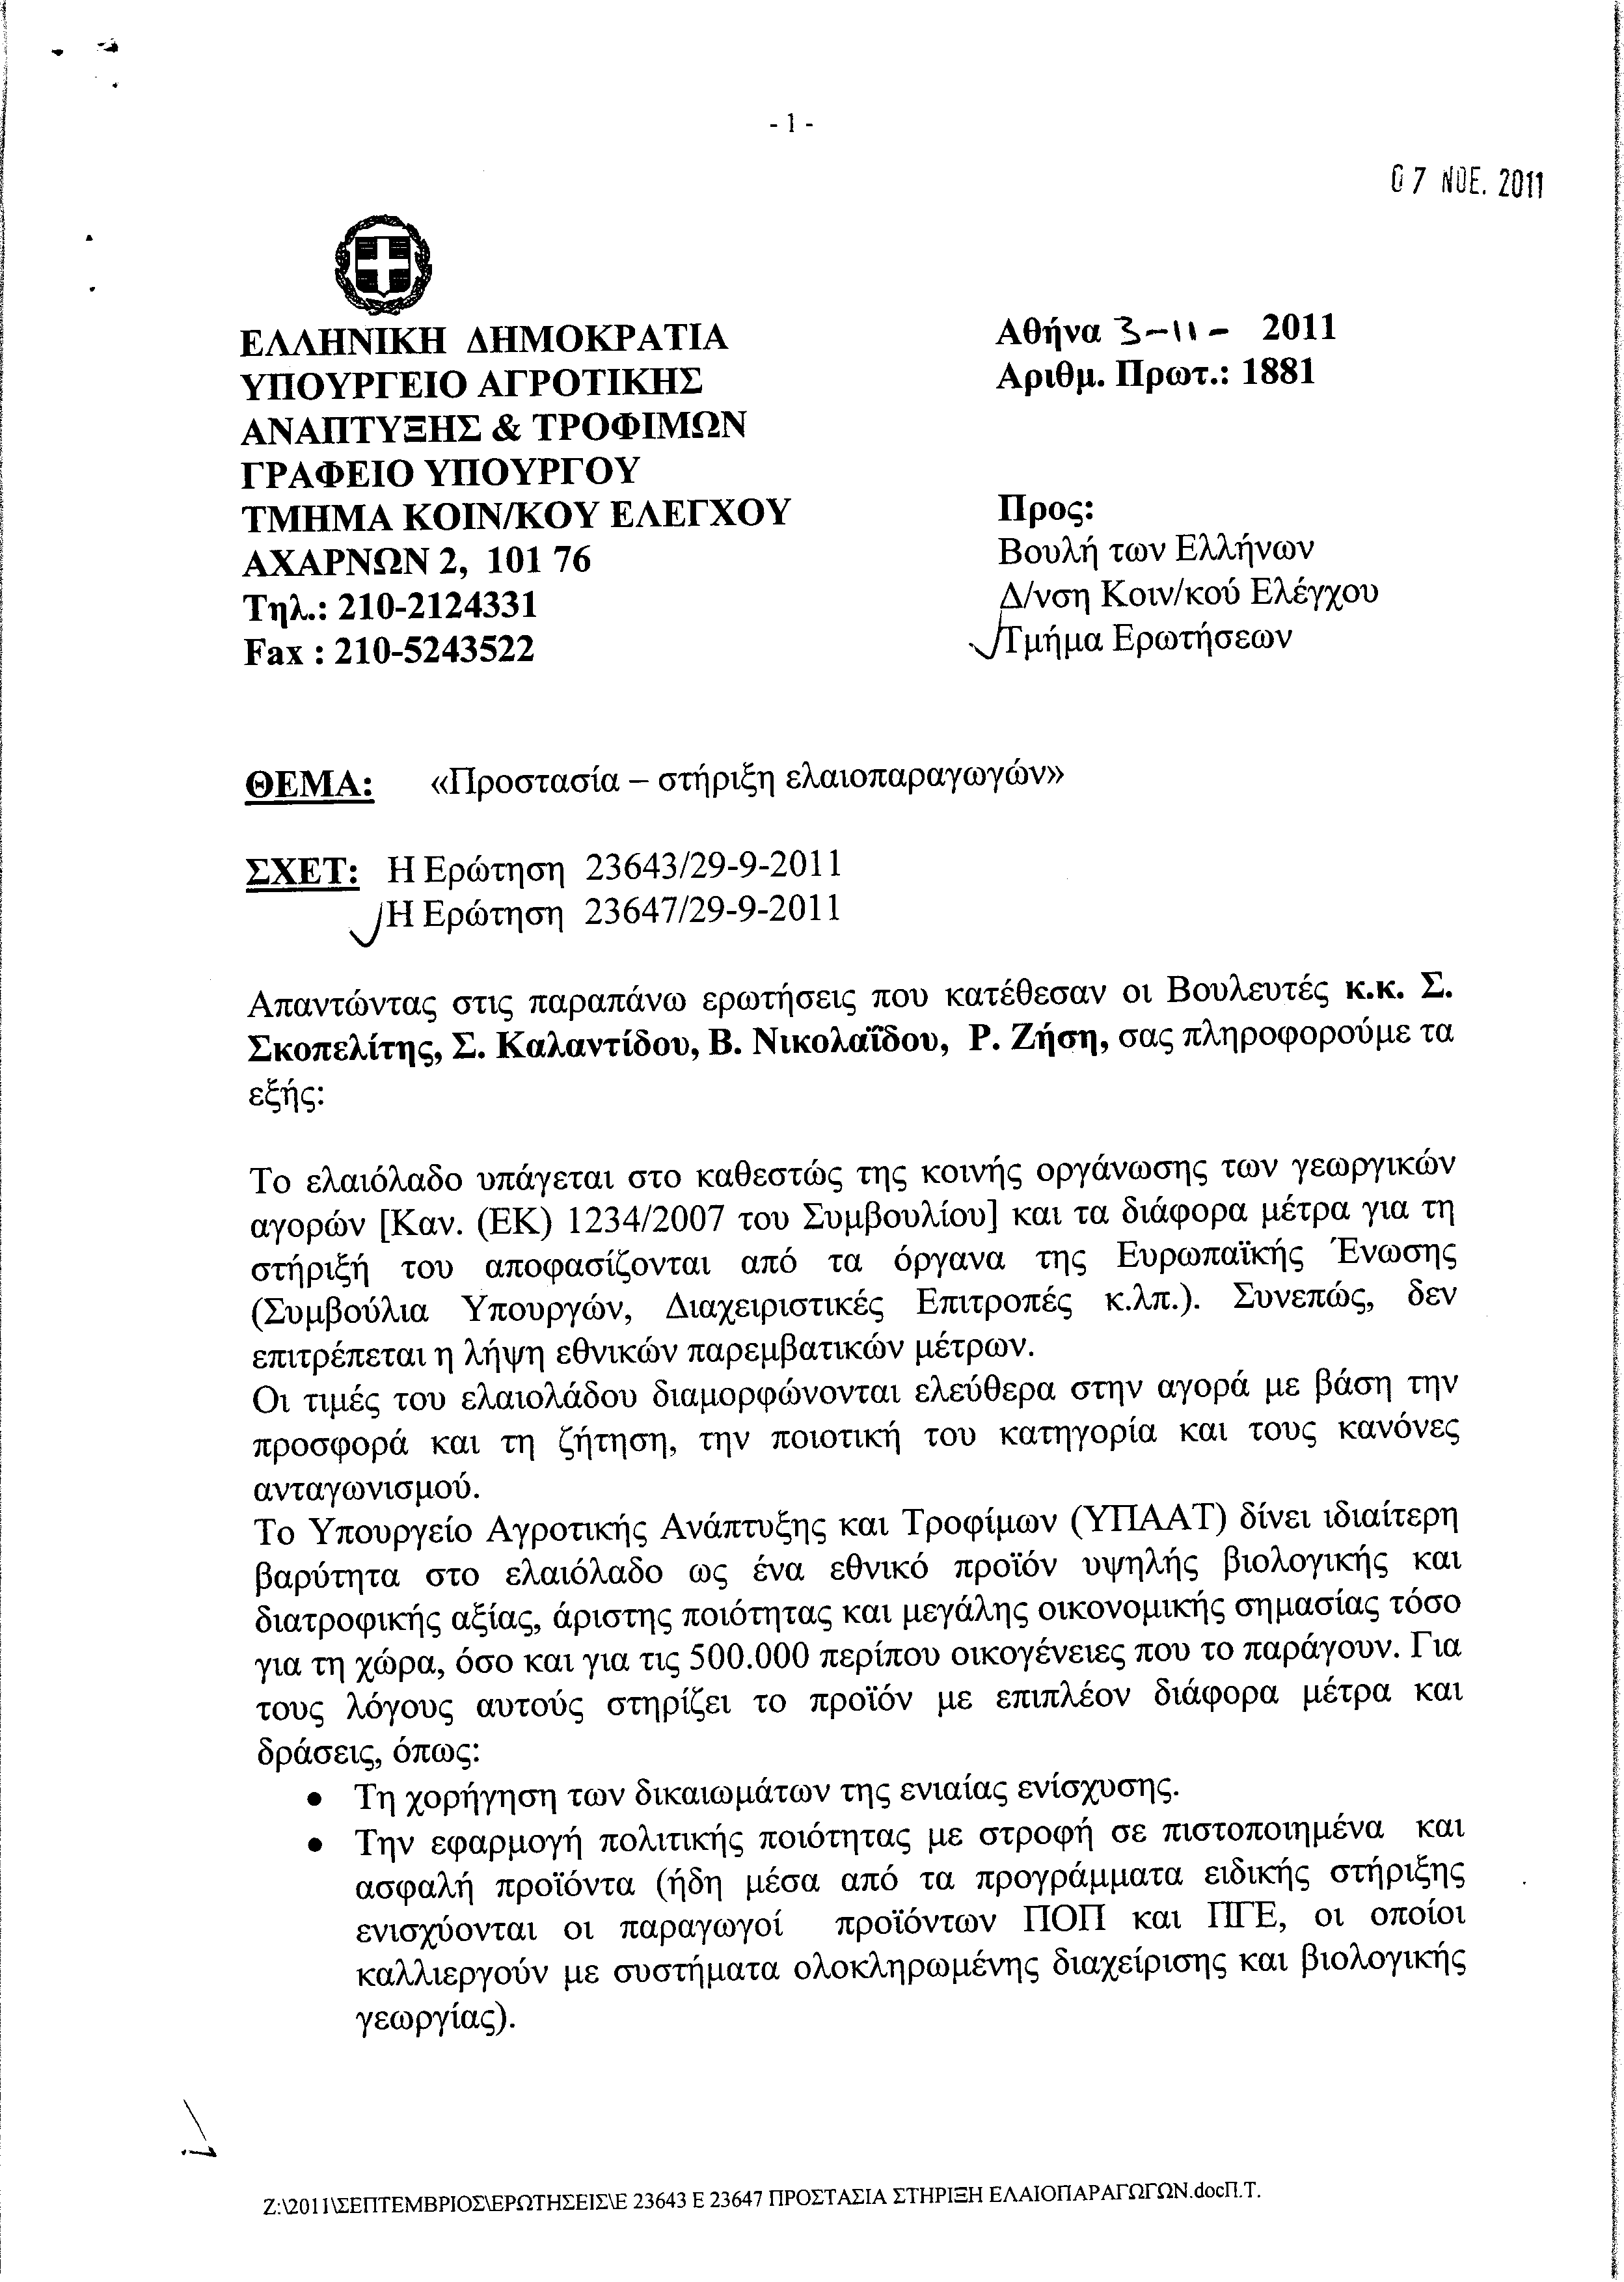 - 1 -
07 ΝΟΕ. 2011
ΕΛΛΗΝΙΚΗ ΔΗΜΟΚΡΑΤΙΑ
ΥΠΟΥΡΓΕΙΟ ΑΓΡΟΤΙΚΗΣ
ΑΝΑΠΤΥΞΗΣ & ΤΡΟΦΙΜΩΝ
ΓΡΑΦΕΙΟ ΥΠΟΥΡΓΟΥ
ΤΜΗΜΑ ΚΟΙΝ/ΚΟΥ ΕΛΕΓΧΟΥ
ΑΧΑΡΝΩΝ 2, 101 76
Τηλ.: 210-2124331
Fax : 210-5243522
Αθήνα 3-11- 2011
Αριθμ. Πρωτ.: 1881
Προς:
Βουλή των Ελλήνων
Δ/νση Κοιν/κού Ελέγχου
Τμήμα Ερωτήσεων
ΘΕΜΑ: «Προστασία – στήριξη ελαιοπαραγωγών»
ΣΧΕΤ: Η Ερώτηση 23643/29-9-2011
Η Ερώτηση 23647/29-9-2011
Απαντώντας στις παραπάνω ερωτήσεις που κατέθεσαν οι Βουλευτές κ.κ. Σ.
Σκοπελίτης, Σ. Καλαντίδου, Β. Νικολαΐδου, Ρ. Ζήση, σας πληροφορούμε τα
εξής:
Το ελαιόλαδο υπάγεται στο καθεστώς της κοινής οργάνωσης των γεωργικών
αγορών [Καν. (ΕΚ) 1234/2007 του Συμβουλίου] και τα διάφορα μέτρα για τη
στήριξή του αποφασίζονται από τα όργανα της Ευρωπαϊκής Ένωσης
(Συμβούλια Υπουργών, Διαχειριστικές Επιτροπές κ.λπ.). Συνεπώς, δεν
επιτρέπεται η λήψη εθνικών παρεμβατικών μέτρων.
Οι τιμές του ελαιολάδου διαμορφώνονται ελεύθερα στην αγορά με βάση την
προσφορά και τη ζήτηση, την ποιοτική του κατηγορία και τους κανόνες
ανταγωνισμού.
Το Υπουργείο Αγροτικής Ανάπτυξης και Τροφίμων (ΥΠΑΑΤ) δίνει ιδιαίτερη
βαρύτητα στο ελαιόλαδο ως ένα εθνικό προϊόν υψηλής βιολογικής και
διατροφικής αξίας, άριστης ποιότητας και μεγάλης οικονομικής σημασίας τόσο
για τη χώρα, όσο και για τις 500.000 περίπου οικογένειες που το παράγουν. Για
τους λόγους αυτούς στηρίζει το προϊόν με επιπλέον διάφορα μέτρα και
δράσεις, όπως:
• Τη χορήγηση των δικαιωμάτων της ενιαίας ενίσχυσης.
• Την εφαρμογή πολιτικής ποιότητας με στροφή σε πιστοποιημένα και
ασφαλή προϊόντα (ήδη μέσα από τα προγράμματα ειδικής στήριξης
ενισχύονται οι παραγωγοί προϊόντων ΠΟΠ και ΠΓΕ, οι οποίοι
καλλιεργούν με συστήματα ολοκληρωμένης διαχείρισης και βιολογικής
γεωργίας).
Z:\2011\ΣΕΠΤΕΜΒΡΙΟΣ\ΕΡΩΤΗΣΕΙΣ\Ε 23643 Ε 23647 ΠΡΟΣΤΑΣΙΑ ΣΤΗΡΙΞΗ ΕΛΑΙΟΠΑΡΑΓΩΓΩΝ.docΠ.Τ.